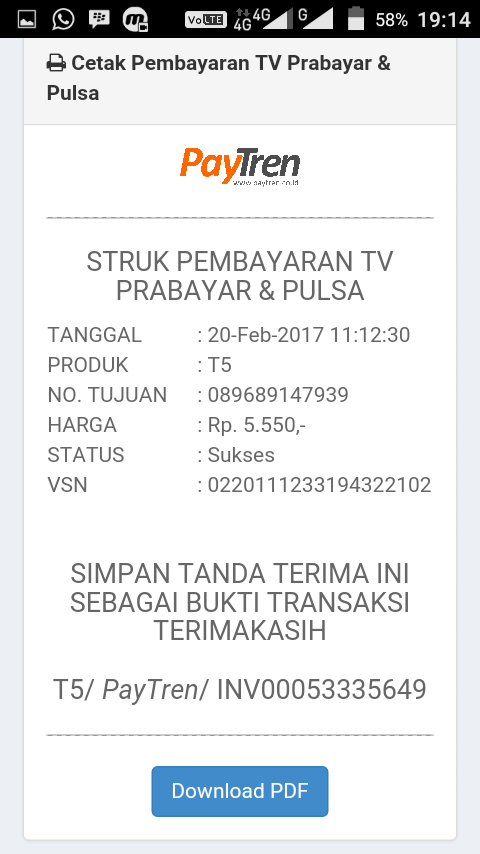 VoLTE 4G 4G G 58% 19:14
Cetak Pembayaran TV Prabayar &
Pulsa
PayTren
www.paytren.co.id
STRUK PEMBAYARAN TV
PRABAYAR & PULSA
TANGGAL : 20-Feb-2017 11:12:30
PRODUK : T5
NO. TUJUAN : 089689147939
HARGA : Rp. 5.550,-
STATUS : Sukses
VSN : 0220111233194322102
SIMPAN TANDA TERIMA INI
SEBAGAI BUKTI TRANSAKSI
TERIMAKASIH
T5/ PayTren/ INV00053335649
Download PDF